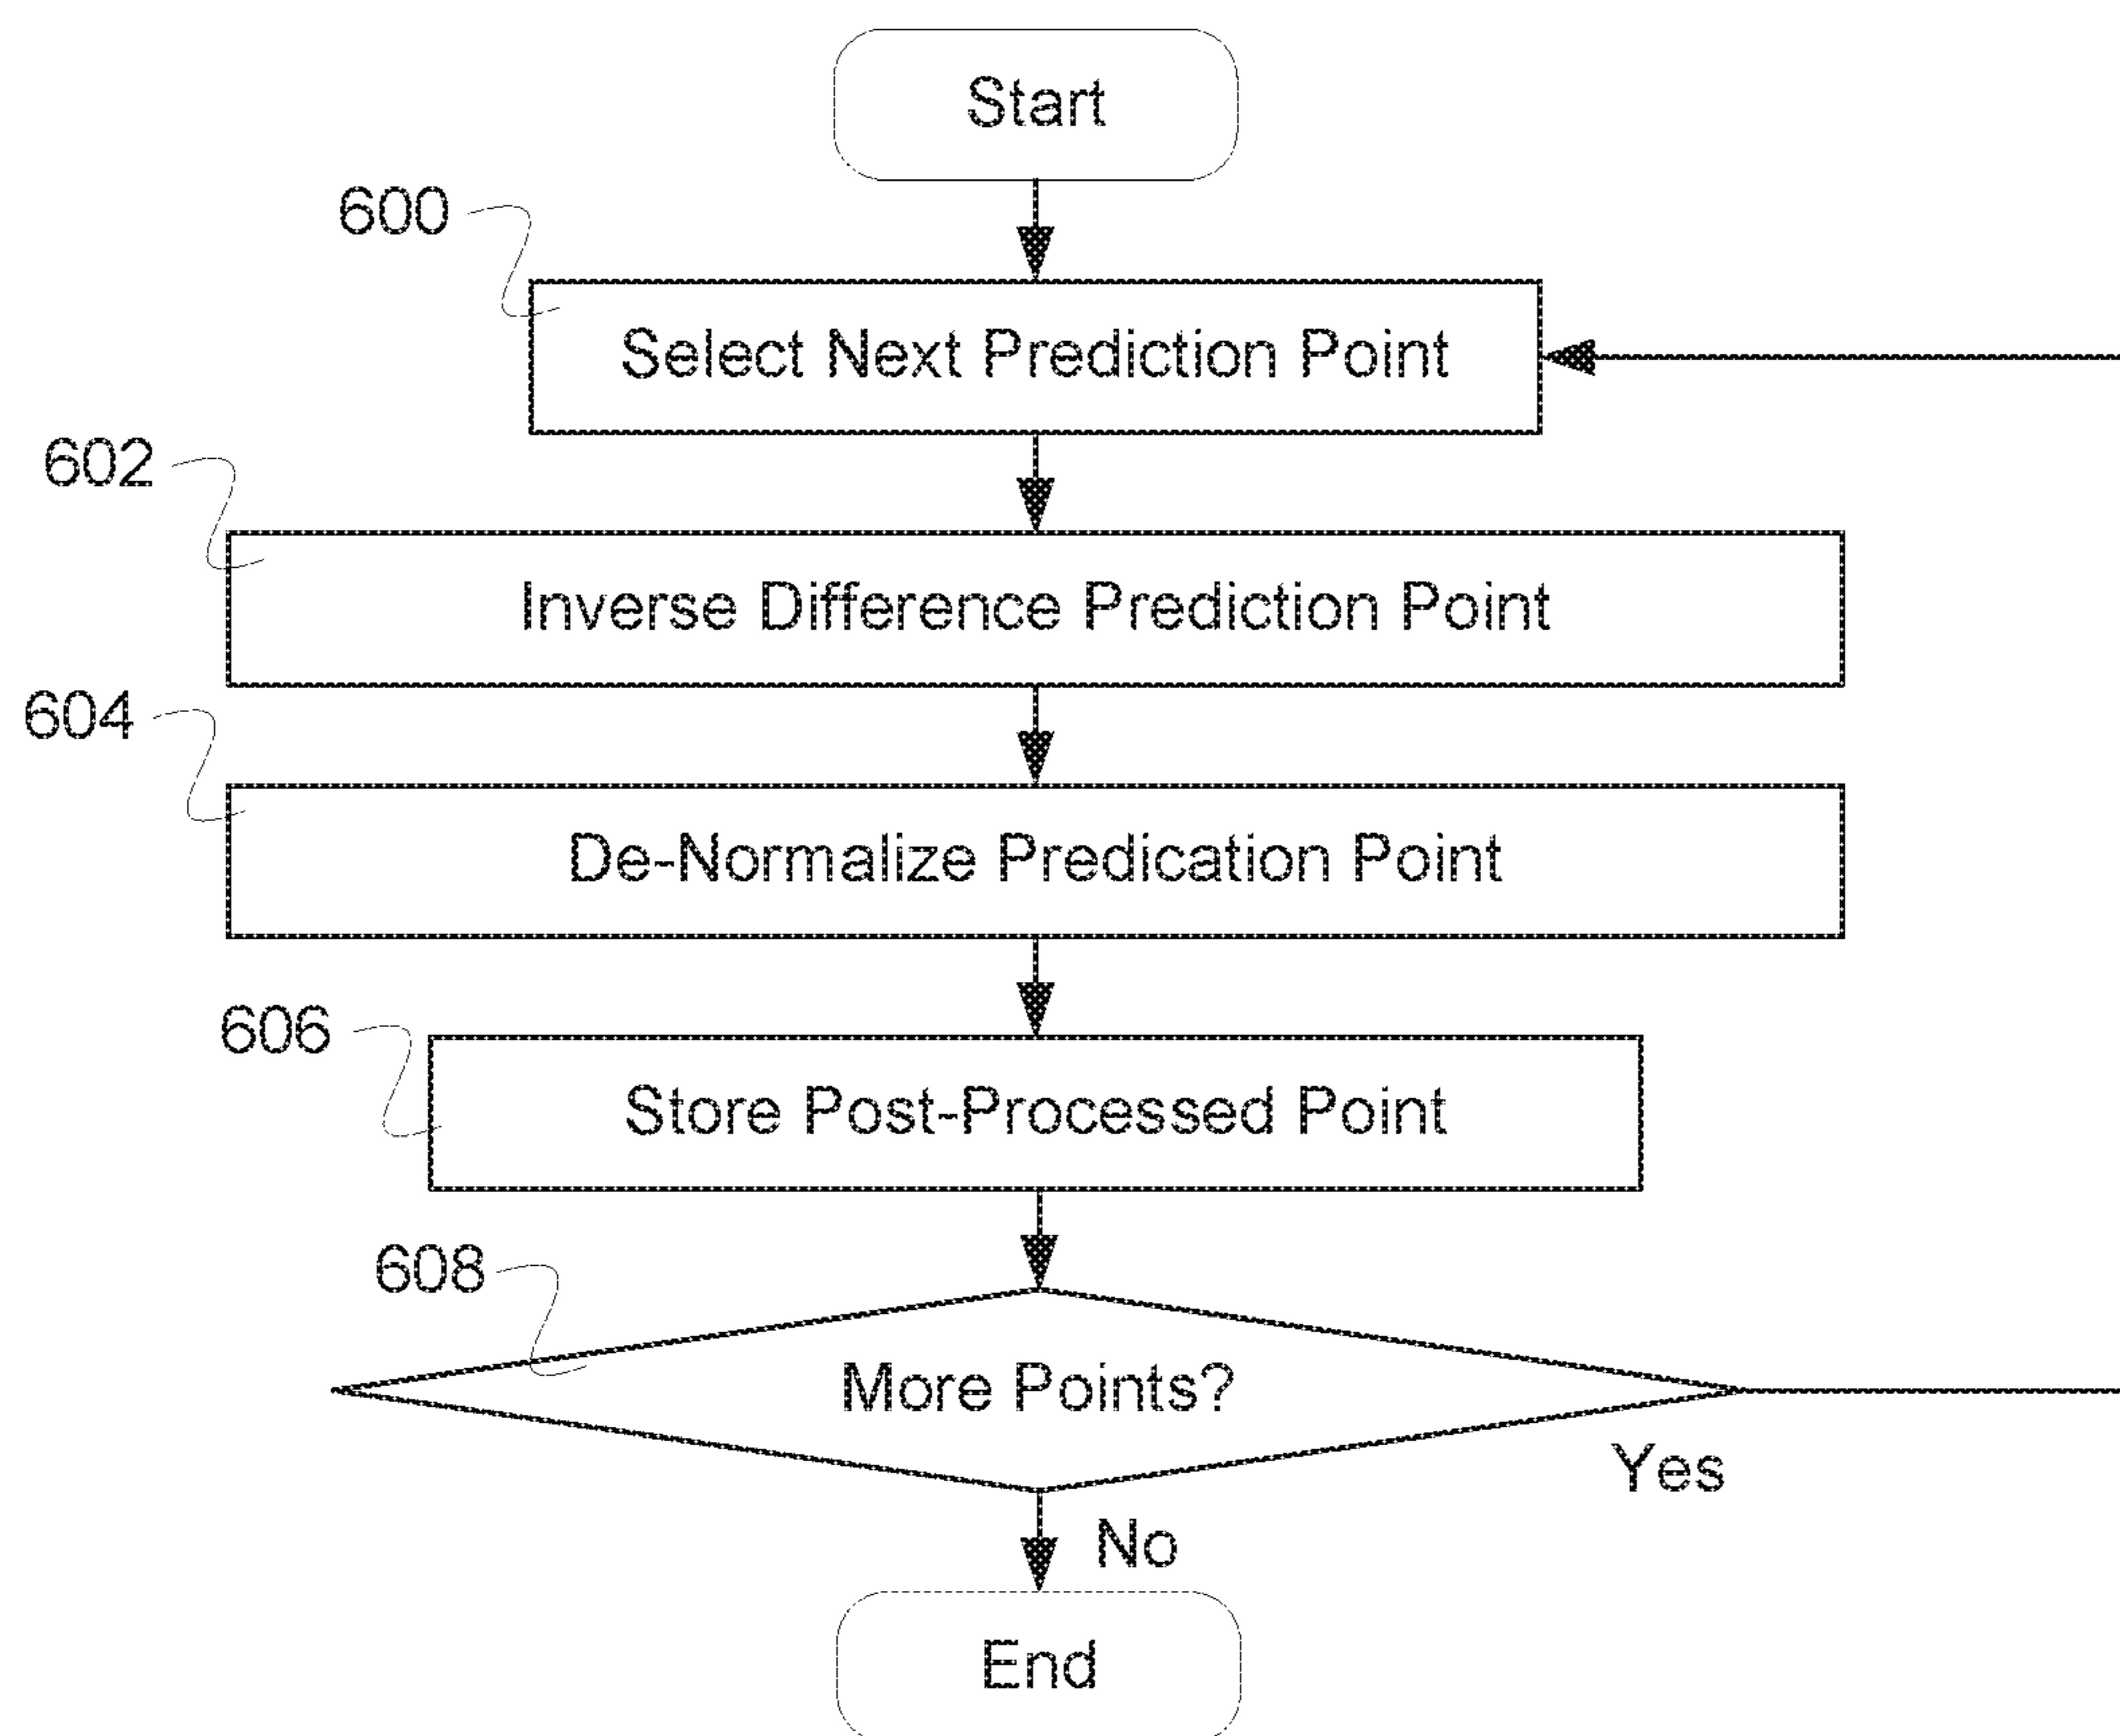 Start
600
Select Next Prediction Point
602
Inverse Difference Prediction Point
604
De-Normalize Predication Point
606
Store Post-Processed Point
608
More Points?
Yes
No
End